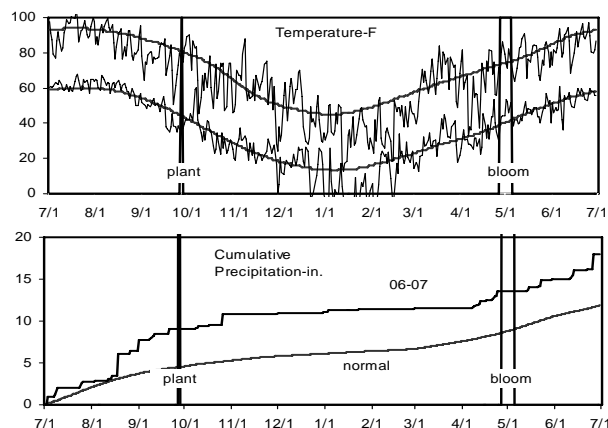 100
Temperature-F
80
60
40
20
plant
bloom
0
7/1 8/1 9/1 10/1 11/1 12/1 1/1 2/1 3/1 4/1 5/1 6/1 7/1
20
Cumulative
Precipitation-in.
06-07
15
10
5
normal
plant
bloom
0
7/1 8/1 9/1 10/1 11/1 12/1 1/1 2/1 3/1 4/1 5/1 6/1 7/1